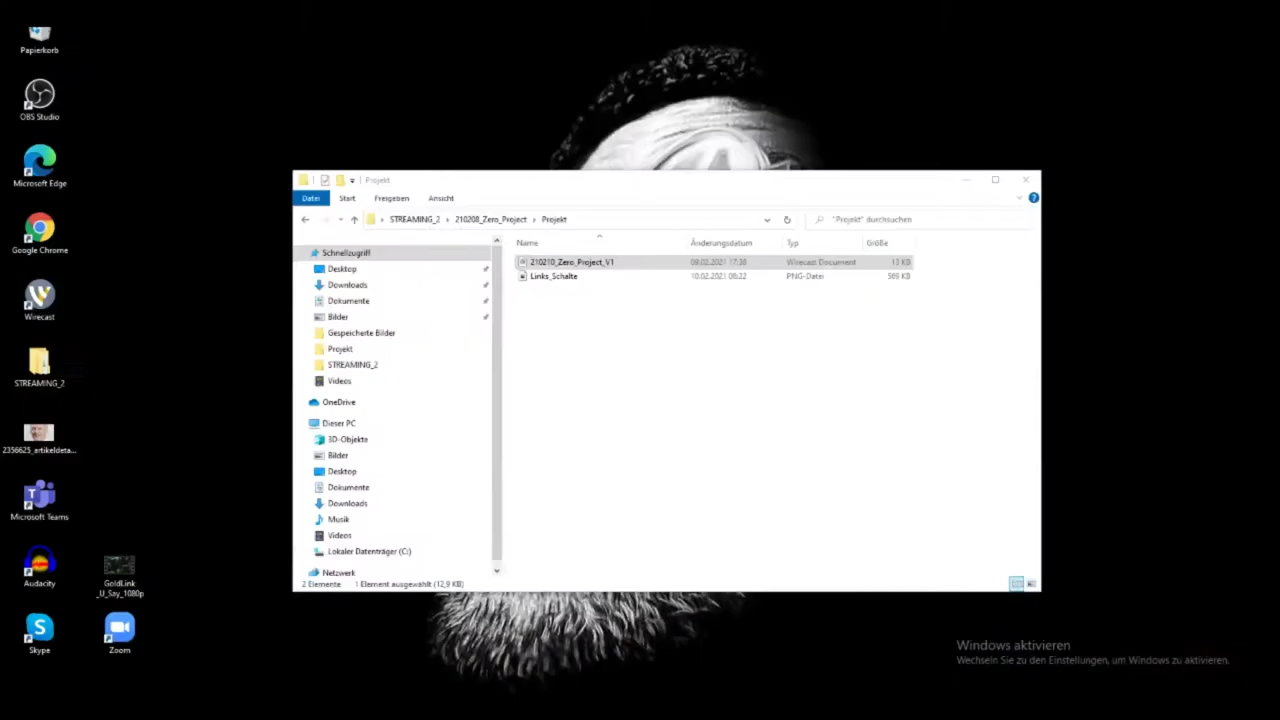 Papierkorb
OBS Studio
Microsoft Edge
Google Chrome
Wirecast
STREAMING_2
2356625_artikeldeta...
Microsoft Teams
Audacity
GoldLink
_U_Say_1080p
Skype
Zoom
Projekt
Datei Start Freigeben Ansicht
STREAMING_2 › 210208_Zero_Project › Projekt
"Projekt" durchsuchen
Schnellzugriff
Desktop
Downloads
Dokumente
Bilder
Gespeicherte Bilder
Projekt
STREAMING_2
Videos
OneDrive
Dieser PC
3D-Objekte
Bilder
Desktop
Dokumente
Downloads
Musik
Videos
Lokaler Datenträger (C:)
Netzwerk
Name Änderungsdatum Typ Größe
210210_Zero_Project_V1 09.02.2021 17:38 Wirecast Document 13 KB
Links_Schalte 10.02.2021 06:22 PNG-Datei 569 KB
2 Elemente 1 Element ausgewählt (12,9 KB)
Windows aktivieren
Wechseln Sie zu den Einstellungen, um Windows zu aktivieren.